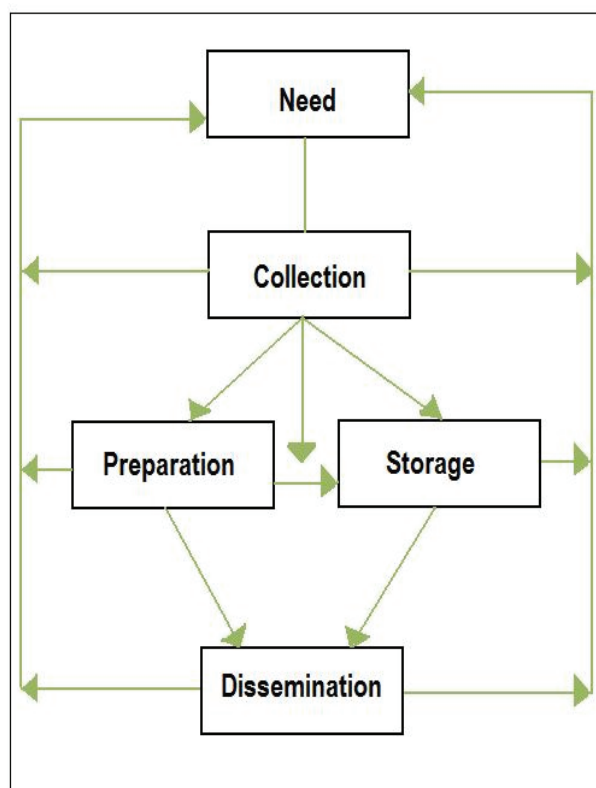 Need
Collection
Preparation
Storage
Dissemination